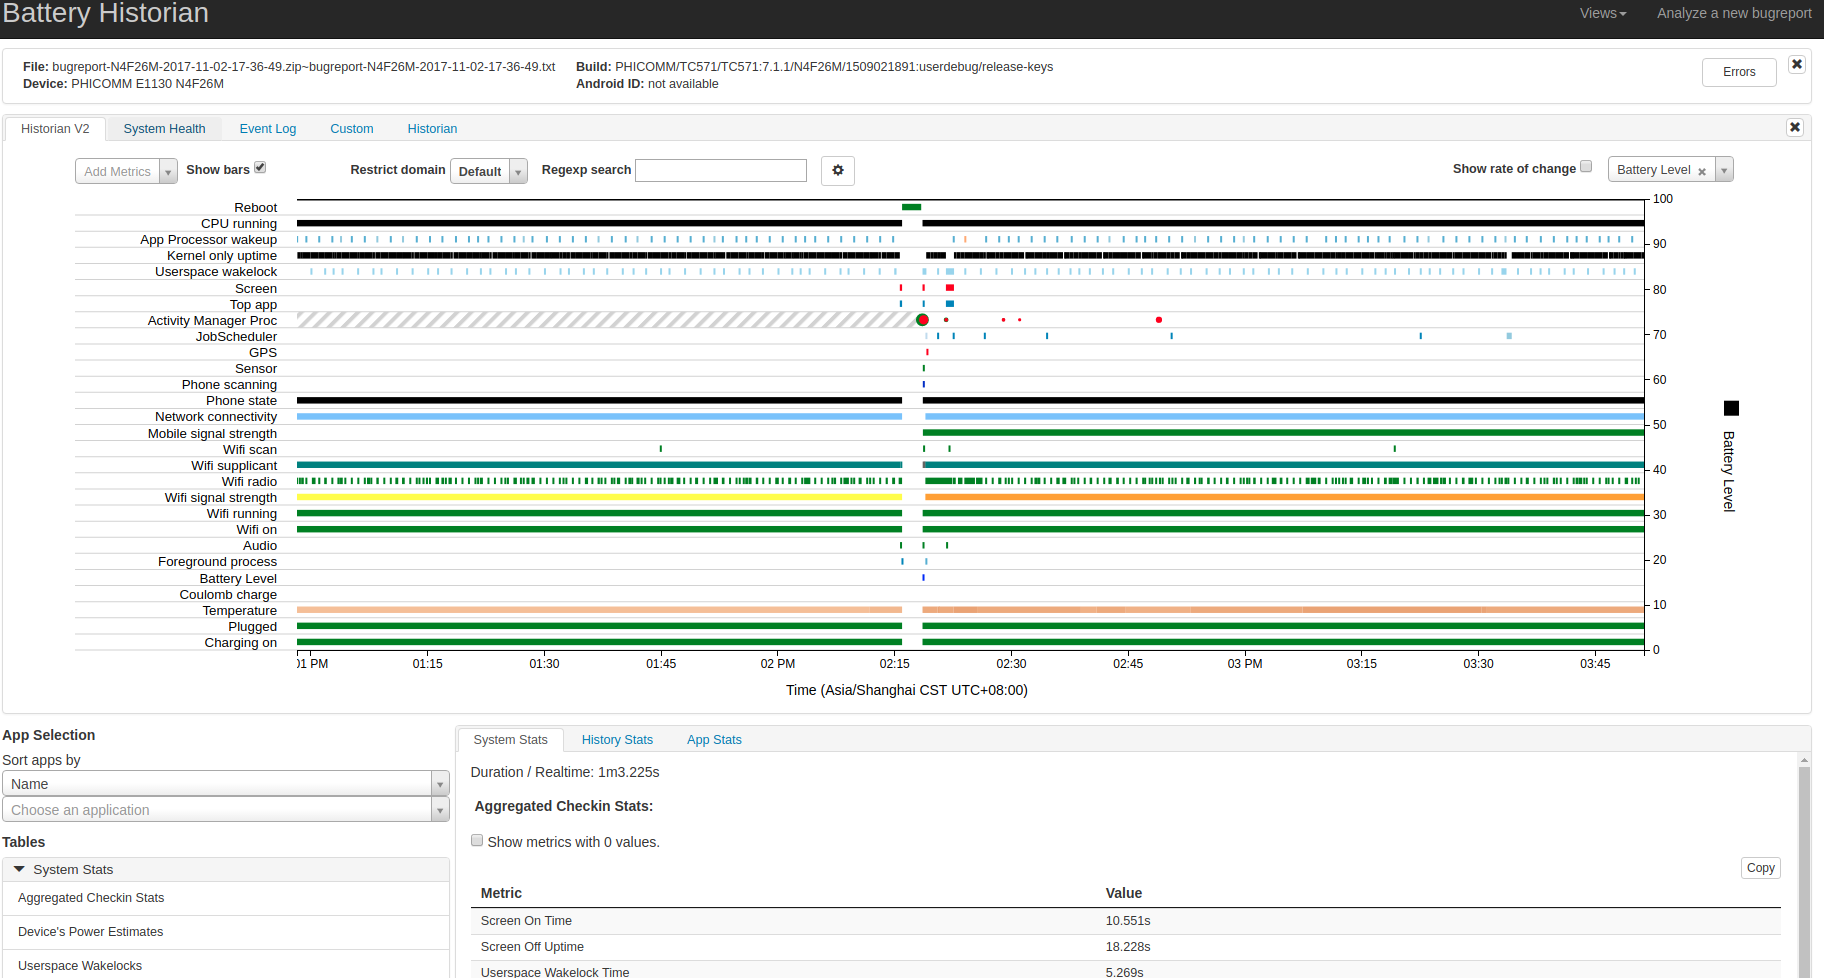 Battery Historian
Views
Analyze a new bugreport
File: bugreport-N4F26M-2017-11-02-17-36-49.zip~bugreport-N4F26M-2017-11-02-17-36-49.txt
Device: PHICOMM E1130 N4F26M
Build: PHICOMM/TC571/TC571:7.1.1/N4F26M/1509021891:userdebug/release-keys
Android ID: not available
Errors
Historian V2 System Health Event Log Custom Historian
Add Metrics Show bars Restrict domain Default Regexp search Show rate of change Battery Level
Reboot
CPU running
App Processor wakeup
Kernel only uptime
Userspace wakelock
Screen
Top app
Activity Manager Proc
JobScheduler
GPS
Sensor
Phone scanning
Phone state
Network connectivity
Mobile signal strength
Wifi scan
Wifi supplicant
Wifi radio
Wifi signal strength
Wifi running
Wifi on
Audio
Foreground process
Battery Level
Coulomb charge
Temperature
Plugged
Charging on
100
90
80
70
60
50
40
30
20
10
0
Battery Level
01 PM 01:15 01:30 01:45 02 PM 02:15 02:30 02:45 03 PM 03:15 03:30 03:45
Time (Asia/Shanghai CST UTC+08:00)
App Selection
Sort apps by
Name
Choose an application
Tables
System Stats
Aggregated Checkin Stats
Device's Power Estimates
Userspace Wakelocks
System Stats History Stats App Stats
Duration / Realtime: 1m3.225s
Aggregated Checkin Stats:
Show metrics with 0 values.
Copy
Metric Value
Screen On Time 10.551s
Screen Off Uptime 18.228s
Userspace Wakelock Time 5.269s